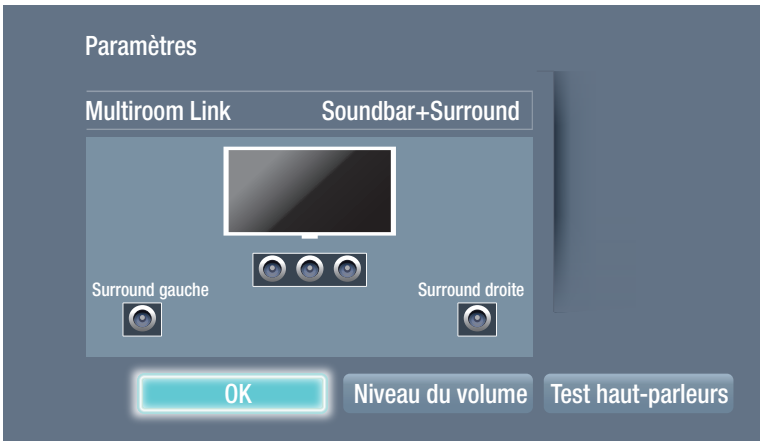 Paramètres
Multiroom Link Soundbar+Surround
Surround gauche Surround droite
OK Niveau du volume Test haut-parleurs